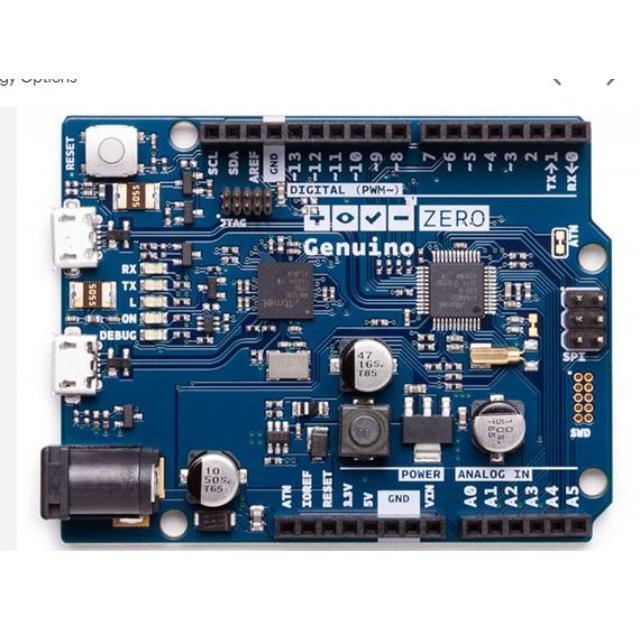 gy Options
RESET
SCL
SDA
AREF
GND
~13
~12
~11
~10
~9
~8
7
~6
~5
~4
~3
2
TX→1
RX←0
DIGITAL (PWM~)
JTAG
ZERO
Genuino
ATN
5055
RX
TX
L
ON
DEBUG
5055
Atmel
47
16S.
T85
SPI
SWD
10
50S.
T65
POWER
ANALOG IN
ATN
IOREF
RESET
3.3V
5V
GND
VIN
A0
A1
A2
A3
A4
A5